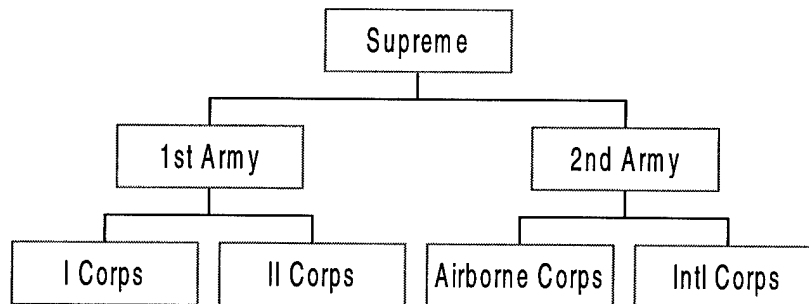 Supreme
1st Army
2nd Army
I Corps
II Corps
Airborne Corps
Intl Corps